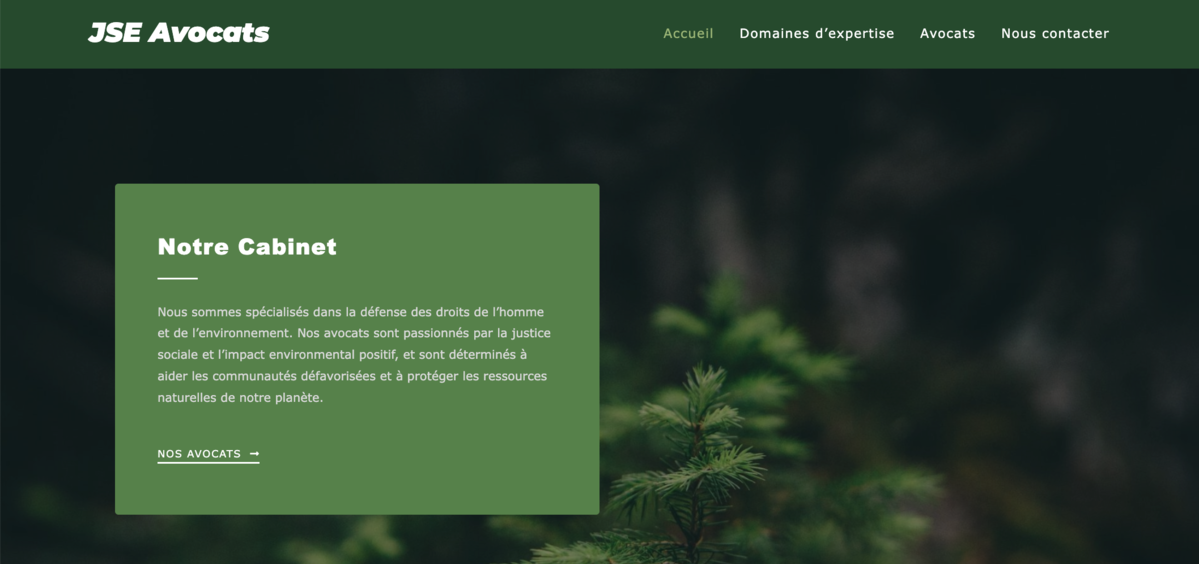 JSE Avocats
Accueil
Domaines d’expertise
Avocats
Nous contacter
Notre Cabinet
Nous sommes spécialisés dans la défense des droits de l’homme
et de l’environnement. Nos avocats sont passionnés par la justice
sociale et l’impact environmental positif, et sont déterminés à
aider les communautés défavorisées et à protéger les ressources
naturelles de notre planète.
NOS AVOCATS →